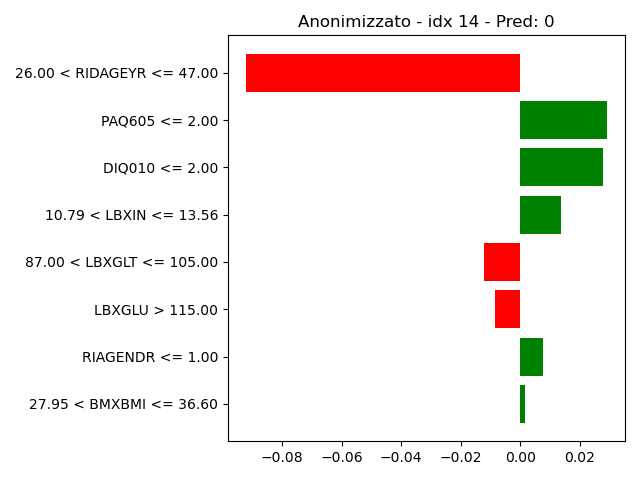 Anonimizzato - idx 14 - Pred: 0
26.00 < RIDAGEYR <= 47.00
PAQ605 <= 2.00
DIQ010 <= 2.00
10.79 < LBXIN <= 13.56
87.00 < LBXGLT <= 105.00
LBXGLU > 115.00
RIAGENDR <= 1.00
27.95 < BMXBMI <= 36.60
−0.08 −0.06 −0.04 −0.02 0.00 0.02